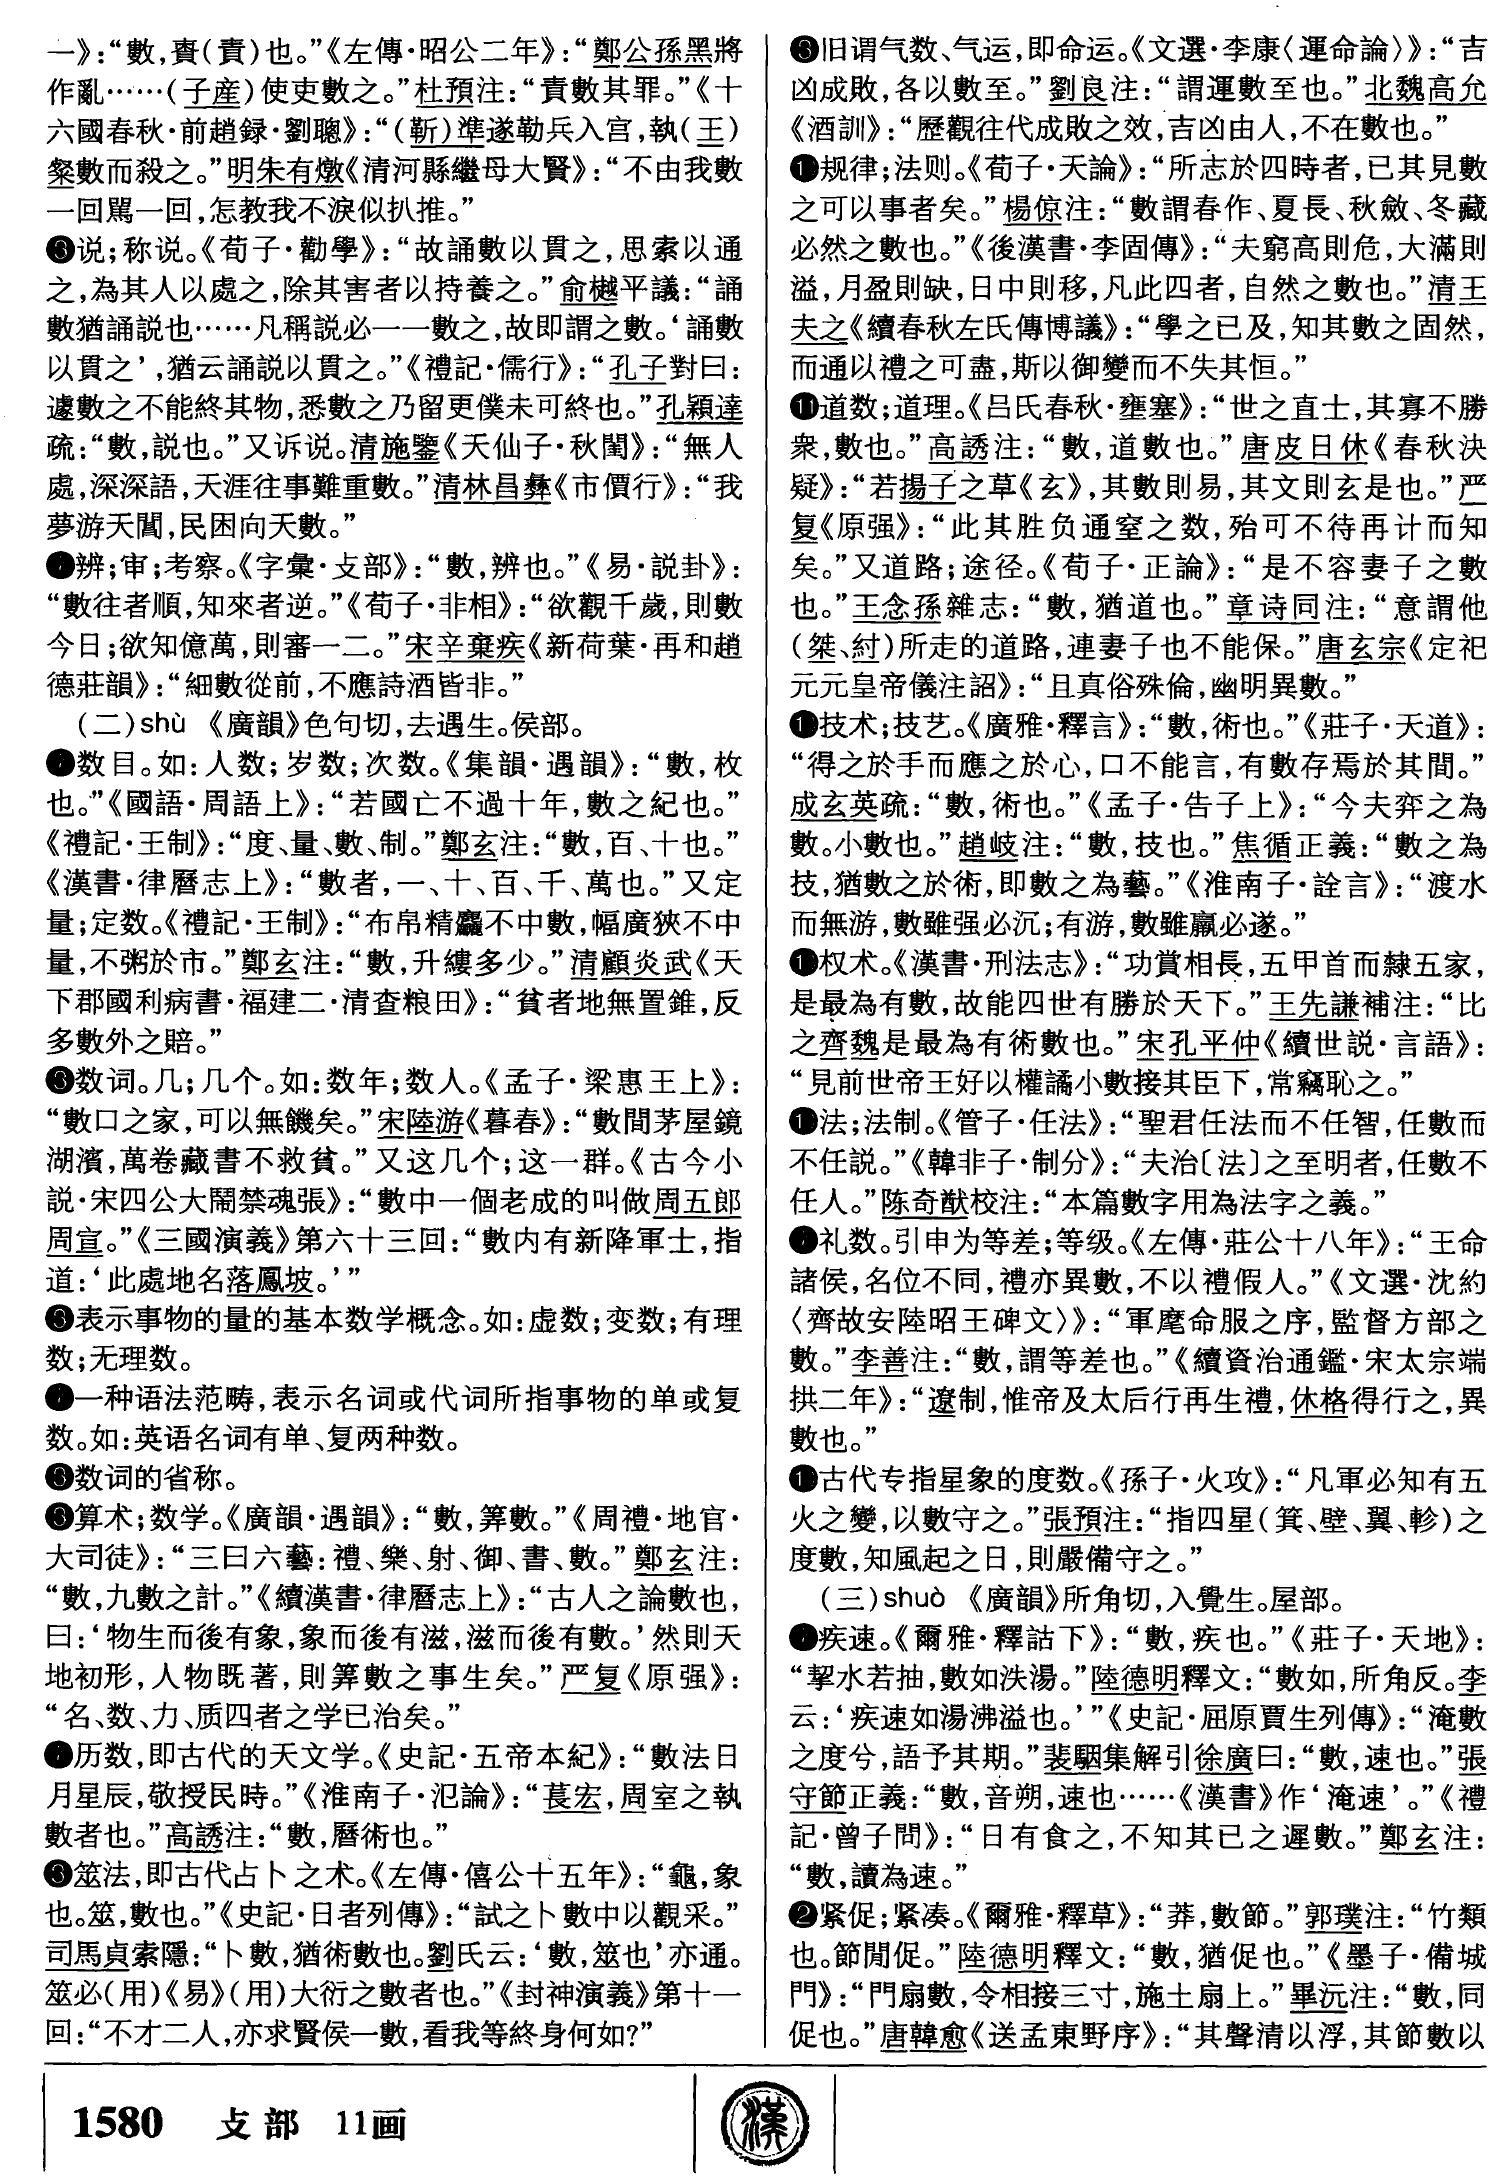 一》：“數，賫（責）也。”《左傳·昭公二年》：“鄭公孫黑將
作亂……（子産）使吏數之。”杜預注：“責數其罪。”《十
六國春秋·前趙録·劉聰》：“（靳）準遂勒兵入宫，執（王）
粲數而殺之。”明朱有燉《清河縣繼母大賢》：“不由我數
一回駡一回，怎教我不淚似扒推。”
❸说；称说。《荀子·勸學》：“故誦數以貫之，思索以通
之，為其人以處之，除其害者以持養之。”俞樾平議：“誦
數猶誦説也……凡稱説必一一數之，故即謂之數。‘誦數
以貫之’，猶云誦説以貫之。”《禮記·儒行》：“孔子對曰：
遽數之不能終其物，悉數之乃留更僕未可終也。”孔穎達
疏：“數，説也。”又诉说。清施鑒《天仙子·秋閨》：“無人
處，深深語，天涯往事難重數。”清林昌彝《市價行》：“我
夢游天閶，民困向天數。”
❼辨；审；考察。《字彙·攴部》：“數，辨也。”《易·説卦》：
“數往者順，知來者逆。”《荀子·非相》：“欲觀千歲，則數
今日；欲知億萬，則審一二。”宋辛棄疾《新荷葉·再和趙
德莊韻》：“細數從前，不應詩酒皆非。”
（二）shù 《廣韻》色句切，去遇生。侯部。
❼数目。如：人数；岁数；次数。《集韻·遇韻》：“數，枚
也。”《國語·周語上》：“若國亡不過十年，數之紀也。”
《禮記·王制》：“度、量、數、制。”鄭玄注：“數，百、十也。”
《漢書·律曆志上》：“數者，一、十、百、千、萬也。”又定
量；定数。《禮記·王制》：“布帛精麤不中數，幅廣狹不中
量，不粥於市。”鄭玄注：“數，升縷多少。”清顧炎武《天
下郡國利病書·福建二·清查粮田》：“貧者地無置錐，反
多數外之賠。”
❸数词。几；几个。如：数年；数人。《孟子·梁惠王上》：
“數口之家，可以無饑矣。”宋陸游《暮春》：“數間茅屋鏡
湖濱，萬卷藏書不救貧。”又这几个；这一群。《古今小
説·宋四公大鬧禁魂張》：“數中一個老成的叫做周五郎
周宣。”《三國演義》第六十三回：“數内有新降軍士，指
道：‘此處地名落鳳坡。’”
❸表示事物的量的基本数学概念。如：虚数；变数；有理
数；无理数。
❼一种语法范畴，表示名词或代词所指事物的单或复
数。如：英语名词有单、复两种数。
❸数词的省称。
❸算术；数学。《廣韻·遇韻》：“數，筭數。”《周禮·地官·
大司徒》：“三曰六藝：禮、樂、射、御、書、數。”鄭玄注：
“數，九數之計。”《續漢書·律曆志上》：“古人之論數也，
曰：‘物生而後有象，象而後有滋，滋而後有數。’然則天
地初形，人物既著，則筭數之事生矣。”严复《原强》：
“名、数、力、质四者之学已治矣。”
❼历数，即古代的天文学。《史記·五帝本紀》：“數法日
月星辰，敬授民時。”《淮南子·氾論》：“萇宏，周室之執
數者也。”高誘注：“數，曆術也。”
❸筮法，即古代占卜之术。《左傳·僖公十五年》：“龜，象
也。筮，數也。”《史記·日者列傳》：“試之卜數中以觀采。”
司馬貞索隱：“卜數，猶術數也。劉氏云：‘數，筮也’亦通。
筮必（用）《易》（用）大衍之數者也。”《封神演義》第十一
回：“不才二人，亦求賢侯一數，看我等終身何如？”
❸旧谓气数、气运，即命运。《文選·李康〈運命論〉》：“吉
凶成敗，各以數至。”劉良注：“謂運數至也。”北魏高允
《酒訓》：“歷觀往代成敗之效，吉凶由人，不在數也。”
❶规律；法则。《荀子·天論》：“所志於四時者，已其見數
之可以事者矣。”楊倞注：“數謂春作、夏長、秋斂、冬藏
必然之數也。”《後漢書·李固傳》：“夫窮高則危，大滿則
溢，月盈則缺，日中則移，凡此四者，自然之數也。”清王
夫之《續春秋左氏傳博議》：“學之已及，知其數之固然，
而通以禮之可盡，斯以御變而不失其恒。”
⓫道数；道理。《吕氏春秋·壅塞》：“世之直士，其寡不勝
衆，數也。”高誘注：“數，道數也。”唐皮日休《春秋決
疑》：“若揚子之草《玄》，其數則易，其文則玄是也。”严
复《原强》：“此其胜负通窒之数，殆可不待再计而知
矣。”又道路；途径。《荀子·正論》：“是不容妻子之數
也。”王念孫雜志：“數，猶道也。”章诗同注：“意謂他
（桀、紂）所走的道路，連妻子也不能保。”唐玄宗《定祀
元元皇帝儀注詔》：“且真俗殊倫，幽明異數。”
❶技术；技艺。《廣雅·釋言》：“數，術也。”《莊子·天道》：
“得之於手而應之於心，口不能言，有數存焉於其間。”
成玄英疏：“數，術也。”《孟子·告子上》：“今夫弈之為
數。小數也。”趙岐注：“數，技也。”焦循正義：“數之為
技，猶數之於術，即數之為藝。”《淮南子·詮言》：“渡水
而無游，數雖强必沉；有游，數雖羸必遂。”
❶权术。《漢書·刑法志》：“功賞相長，五甲首而隸五家，
是最為有數，故能四世有勝於天下。”王先謙補注：“比
之齊魏是最為有術數也。”宋孔平仲《續世説·言語》：
“見前世帝王好以權譎小數接其臣下，常竊恥之。”
❶法；法制。《管子·任法》：“聖君任法而不任智，任數而
不任説。”《韓非子·制分》：“夫治〔法〕之至明者，任數不
任人。”陈奇猷校注：“本篇數字用為法字之義。”
❼礼数。引申为等差；等级。《左傳·莊公十八年》：“王命
諸侯，名位不同，禮亦異數，不以禮假人。”《文選·沈約
〈齊故安陸昭王碑文〉》：“軍麾命服之序，監督方部之
數。”李善注：“數，謂等差也。”《續資治通鑑·宋太宗端
拱二年》：“遼制，惟帝及太后行再生禮，休格得行之，異
數也。”
❶古代专指星象的度数。《孫子·火攻》：“凡軍必知有五
火之變，以數守之。”張預注：“指四星（箕、壁、翼、軫）之
度數，知風起之日，則嚴備守之。”
（三）shuò 《廣韻》所角切，入覺生。屋部。
❼疾速。《爾雅·釋詁下》：“數，疾也。”《莊子·天地》：
“挈水若抽，數如泆湯。”陸德明釋文：“數如，所角反。李
云：‘疾速如湯沸溢也。’”《史記·屈原賈生列傳》：“淹數
之度兮，語予其期。”裴駰集解引徐廣曰：“數，速也。”張
守節正義：“數，音朔，速也……《漢書》作‘淹速’。”《禮
記·曾子問》：“日有食之，不知其已之遲數。”鄭玄注：
“數，讀為速。”
❷紧促；紧凑。《爾雅·釋草》：“莽，數節。”郭璞注：“竹類
也。節閒促。”陸德明釋文：“數，猶促也。”《墨子·備城
門》：“門扇數，令相接三寸，施土扇上。”畢沅注：“數，同
促也。”唐韓愈《送孟東野序》：“其聲清以浮，其節數以
1580 攴部 11画
漢